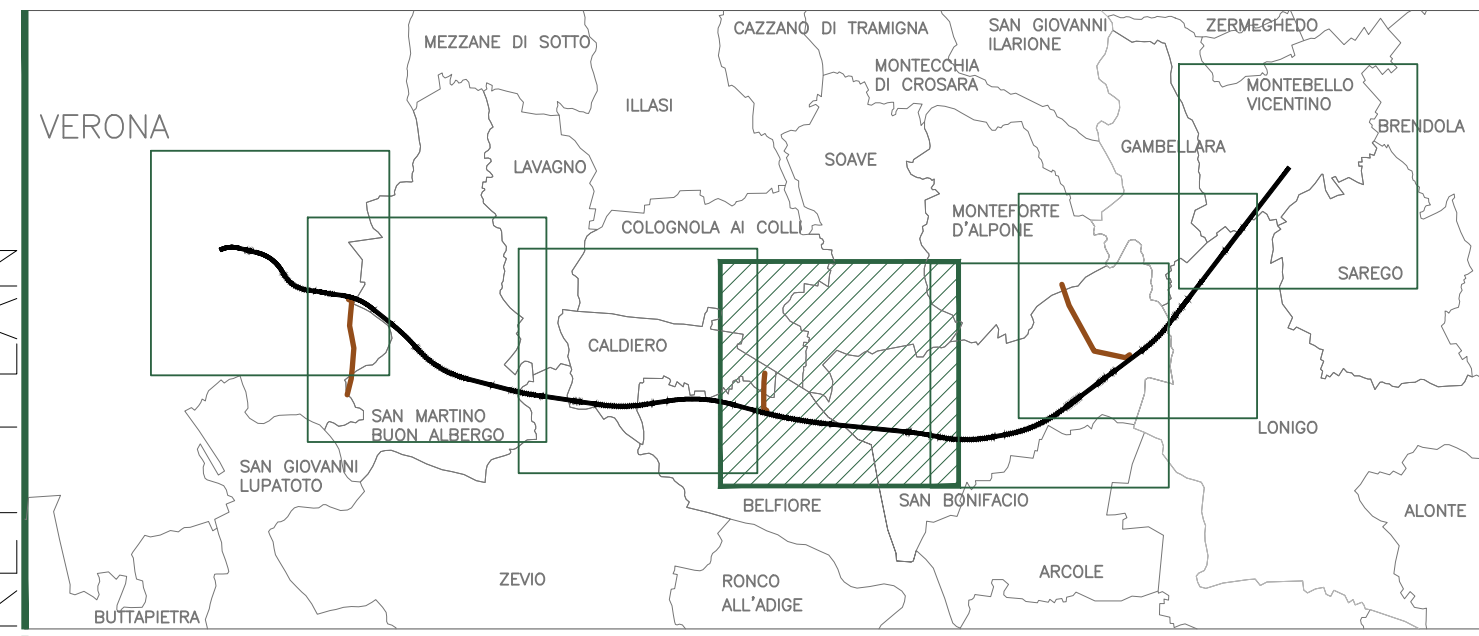 CAZZANO DI TRAMIGNA
SAN GIOVANNI
ILARIONE
ZERMEGHEDO
MEZZANE DI SOTTO
MONTECCHIA
DI CROSARA
MONTEBELLO
VICENTINO
ILLASI
VERONA
BRENDOLA
GAMBELLARA
SOAVE
LAVAGNO
MONTEFORTE
D'ALPONE
COLOGNOLA AI COLLI
SAREGO
CALDIERO
SAN MARTINO
BUON ALBERGO
LONIGO
SAN GIOVANNI
LUPATOTO
BELFIORE
SAN BONIFACIO
ALONTE
ZEVIO
RONCO
ALL'ADIGE
ARCOLE
BUTTAPIETRA